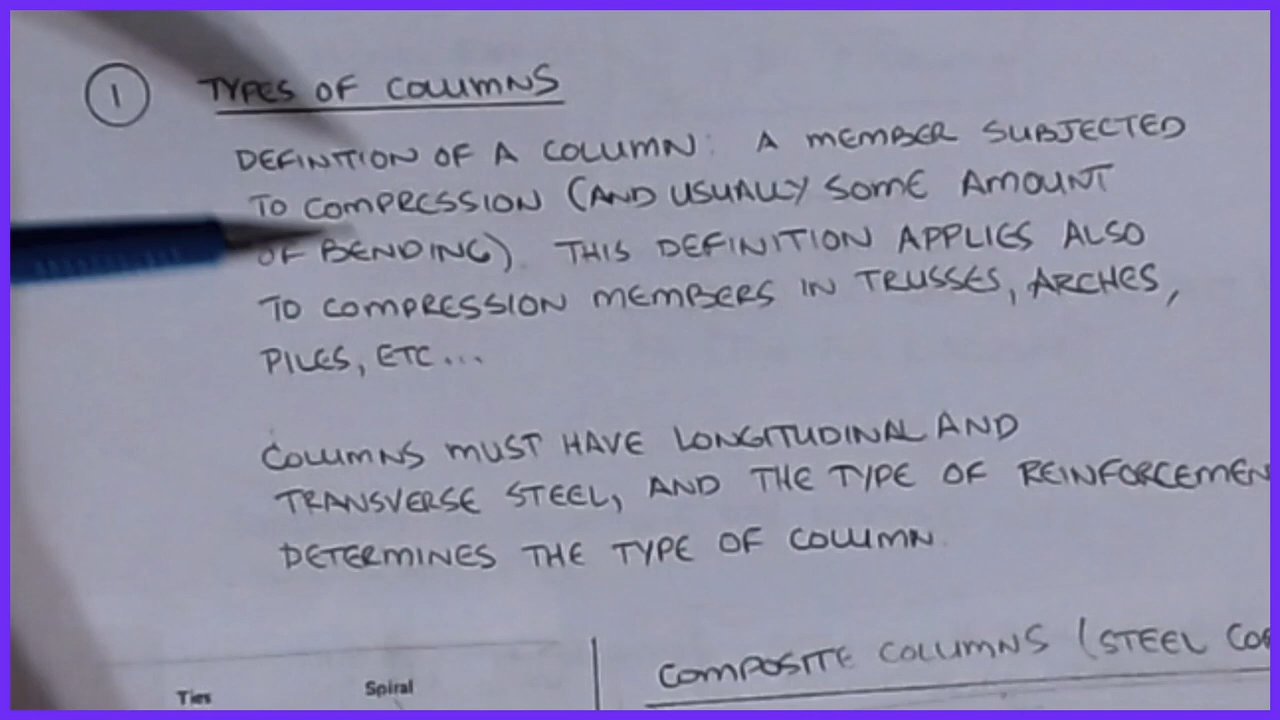 1 TYPES OF COLUMNS
DEFINITION OF A COLUMN: A MEMBER SUBJECTED
TO COMPRESSION (AND USUALLY SOME AMOUNT
OF BENDING). THIS DEFINITION APPLIES ALSO
TO COMPRESSION MEMBERS IN TRUSSES, ARCHES,
PILES, ETC...
COLUMNS MUST HAVE LONGITUDINAL AND
TRANSVERSE STEEL, AND THE TYPE OF REINFORCEMEN
DETERMINES THE TYPE OF COLUMN.
COMPOSITE COLUMNS (STEEL CO
Ties Spiral